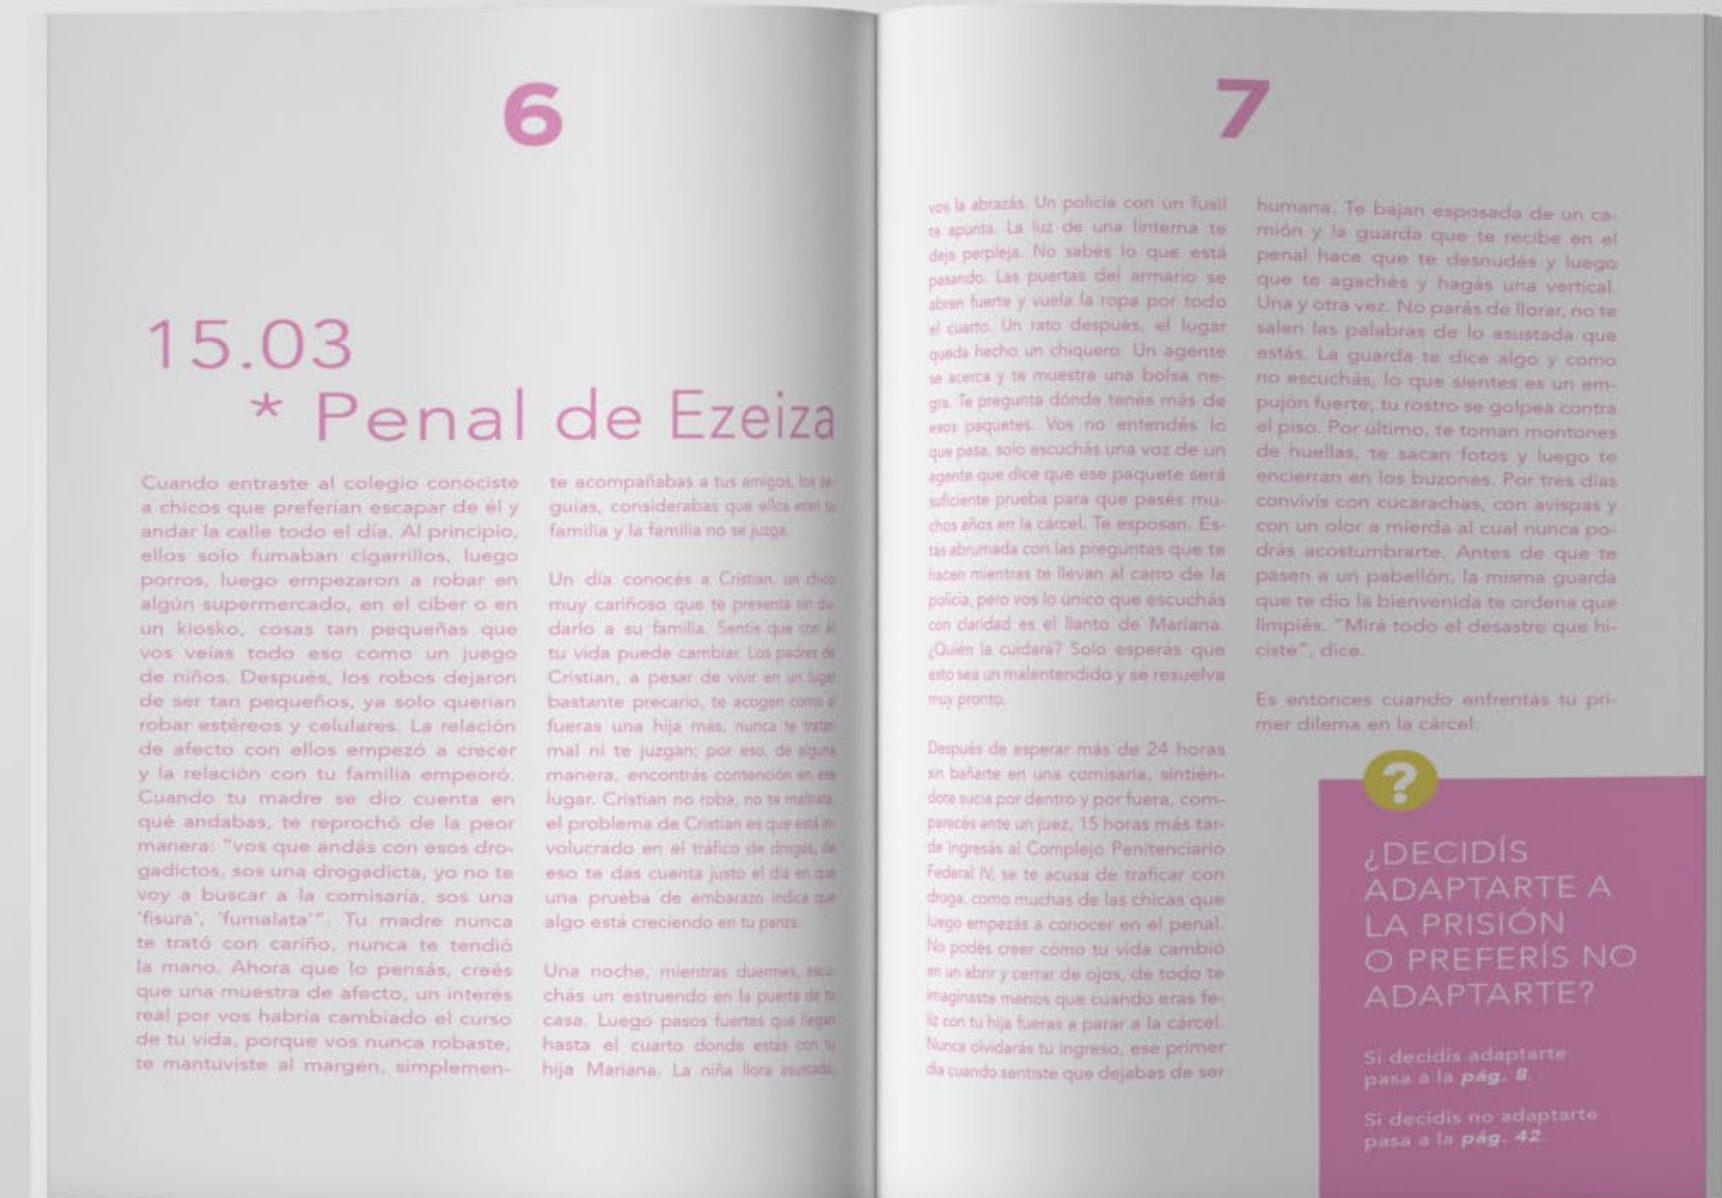 6
15.03
* Penal de Ezeiza
Cuando entraste al colegio conociste
a chicos que preferían escapar de él y
andar la calle todo el día. Al principio,
ellos solo fumaban cigarrillos, luego
porros, luego empezaron a robar en
algún supermercado, en el ciber o en
un kiosko, cosas tan pequeñas que
vos veías todo eso como un juego
de niños. Después, los robos dejaron
de ser tan pequeños, ya solo querían
robar estéreos y celulares. La relación
de afecto con ellos empezó a crecer
y la relación con tu familia empeoró.
Cuando tu madre se dio cuenta en
qué andabas, te reprochó de la peor
manera: "vos que andás con esos dro-
gadictos, sos una drogadicta, yo no te
voy a buscar a la comisaría, sos una
'fisura', 'fumalata'". Tu madre nunca
te trató con cariño, nunca te tendió
la mano. Ahora que lo pensás, creés
que una muestra de afecto, un interés
real por vos habría cambiado el curso
de tu vida, porque vos nunca robaste,
te mantuviste al margen, simplemen-
te acompañabas a tus amigos, los se-
guías, considerabas que ellos eran tu
familia y la familia no se juzga.
Un día conocés a Cristian, un chico
muy cariñoso que te presenta sin du-
darlo a su familia. Sentís que con él
tu vida puede cambiar. Los padres de
Cristian, a pesar de vivir en un lugar
bastante precario, te acogen como si
fueras una hija más, nunca te tratan
mal ni te juzgan; por eso, de alguna
manera, encontrás contención en ese
lugar. Cristian no roba, no te maltrata,
el problema de Cristian es que está in-
volucrado en el tráfico de drogas, de
eso te das cuenta justo el día en que
una prueba de embarazo indica que
algo está creciendo en tu panza.
Una noche, mientras duermes, escu-
chás un estruendo en la puerta de tu
casa. Luego pasos fuertes que llegan
hasta el cuarto donde estás con tu
hija Mariana. La niña llora asustada,
7
vos la abrazás. Un policía con un fusil
te apunta. La luz de una linterna te
deja perpleja. No sabés lo que está
pasando. Las puertas del armario se
abren fuerte y vuela la ropa por todo
el cuarto. Un rato después, el lugar
queda hecho un chiquero. Un agente
se acerca y te muestra una bolsa ne-
gra. Te pregunta dónde tenés más de
esos paquetes. Vos no entendés lo
que pasa, solo escuchás una voz de un
agente que dice que ese paquete será
suficiente prueba para que pasés mu-
chos años en la cárcel. Te esposan. Es-
tás abrumada con las preguntas que te
hacen mientras te llevan al carro de la
policía, pero vos lo único que escuchás
con claridad es el llanto de Mariana.
¿Quién la cuidará? Solo esperás que
esto sea un malentendido y se resuelva
muy pronto.
Después de esperar más de 24 horas
sin bañarte en una comisaría, sintién-
dote sucia por dentro y por fuera, com-
parecés ante un juez, 15 horas más tar-
de ingresás al Complejo Penitenciario
Federal IV, se te acusa de traficar con
droga, como muchas de las chicas que
luego empezás a conocer en el penal.
No podés creer cómo tu vida cambió
en un abrir y cerrar de ojos, de todo te
imaginaste menos que cuando eras fe-
liz con tu hija fueras a parar a la cárcel.
Nunca olvidarás tu ingreso, ese primer
día cuando sentiste que dejabas de ser
humana. Te bajan esposada de un ca-
mión y la guarda que te recibe en el
penal hace que te desnudés y luego
que te agachés y hagás una vertical.
Una y otra vez. No parás de llorar, no te
salen las palabras de lo asustada que
estás. La guarda te dice algo y como
no escuchás, lo que sientes es un em-
pujón fuerte, tu rostro se golpea contra
el piso. Por último, te toman montones
de huellas, te sacan fotos y luego te
encierran en los buzones. Por tres días
convivís con cucarachas, con avispas y
con un olor a mierda al cual nunca po-
drás acostumbrarte. Antes de que te
pasen a un pabellón, la misma guarda
que te dio la bienvenida te ordena que
limpiés. "Mirá todo el desastre que hi-
ciste", dice.
Es entonces cuando enfrentás tu pri-
mer dilema en la cárcel:
?
¿DECIDÍS
ADAPTARTE A
LA PRISIÓN
O PREFERÍS NO
ADAPTARTE?
Si decidís adaptarte
pasa a la pág. 8.
Si decidís no adaptarte
pasa a la pág. 42.